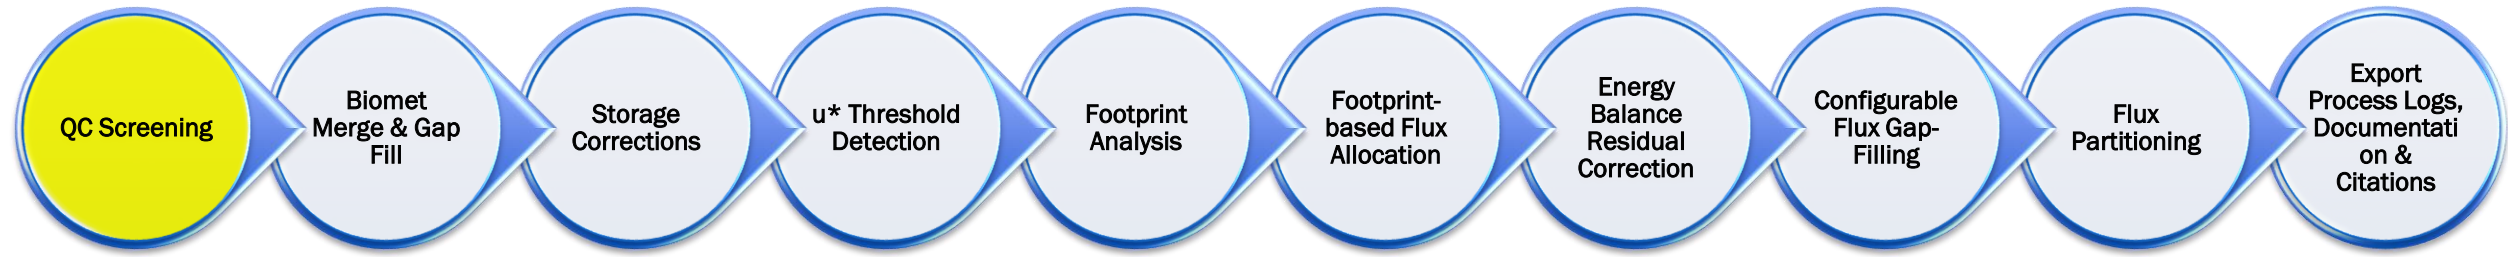 QC Screening
Biomet
Merge & Gap
Fill
Storage
Corrections
u* Threshold
Detection
Footprint
Analysis
Footprint-
based Flux
Allocation
Energy
Balance
Residual
Correction
Configurable
Flux Gap-
Filling
Flux
Partitioning
Export
Process Logs,
Documentati
on &
Citations